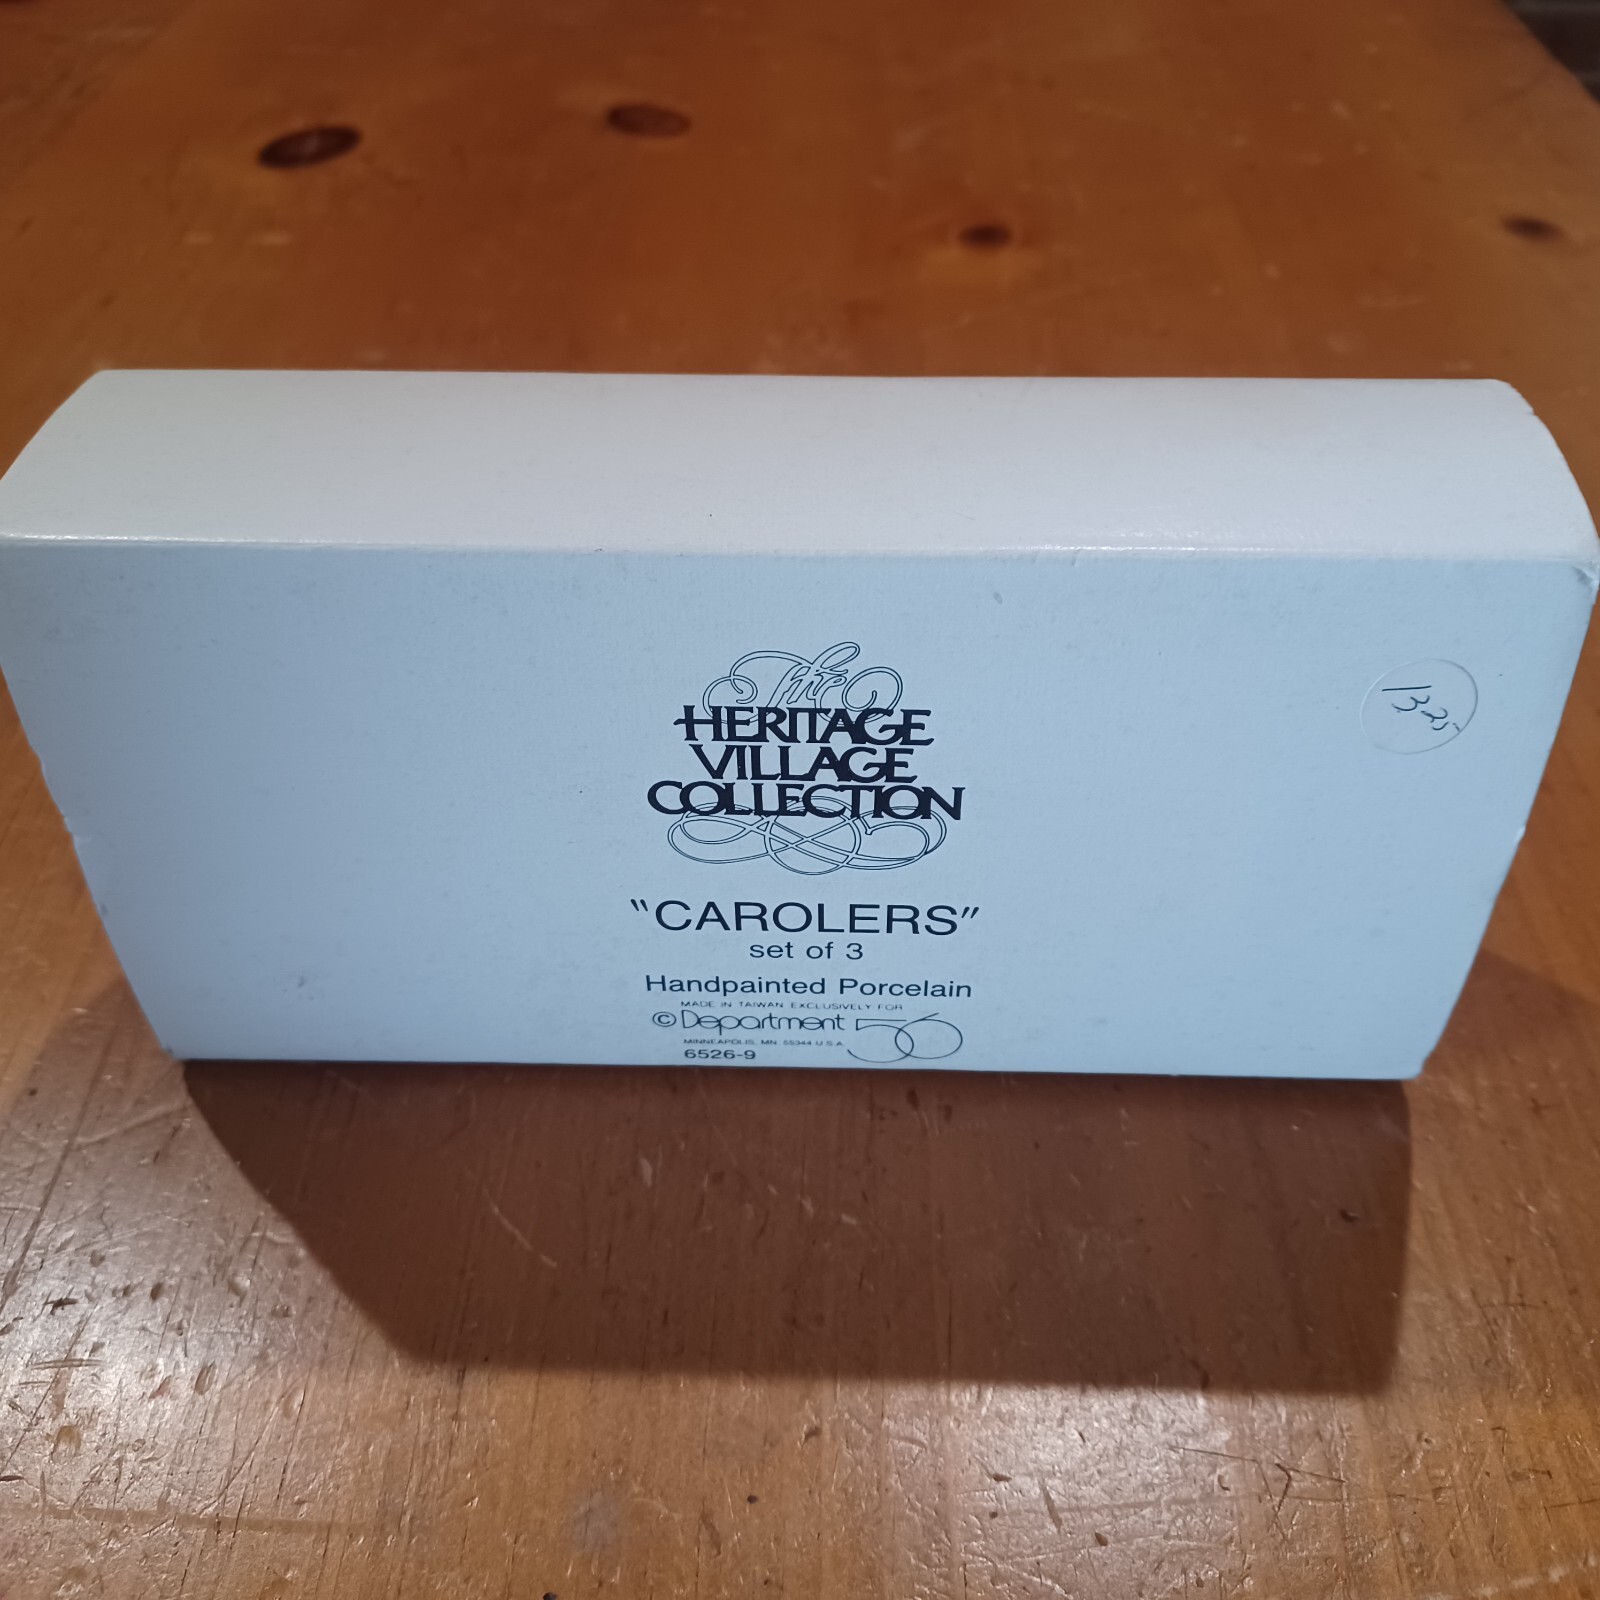 The
HERITAGE
VILLAGE
COLLECTION
"CAROLERS"
set of 3
Handpainted Porcelain
MADE IN TAIWAN EXCLUSIVELY FOR
© Department 56
MINNEAPOLIS, MN 55344 U.S.A.
6526-9
1325